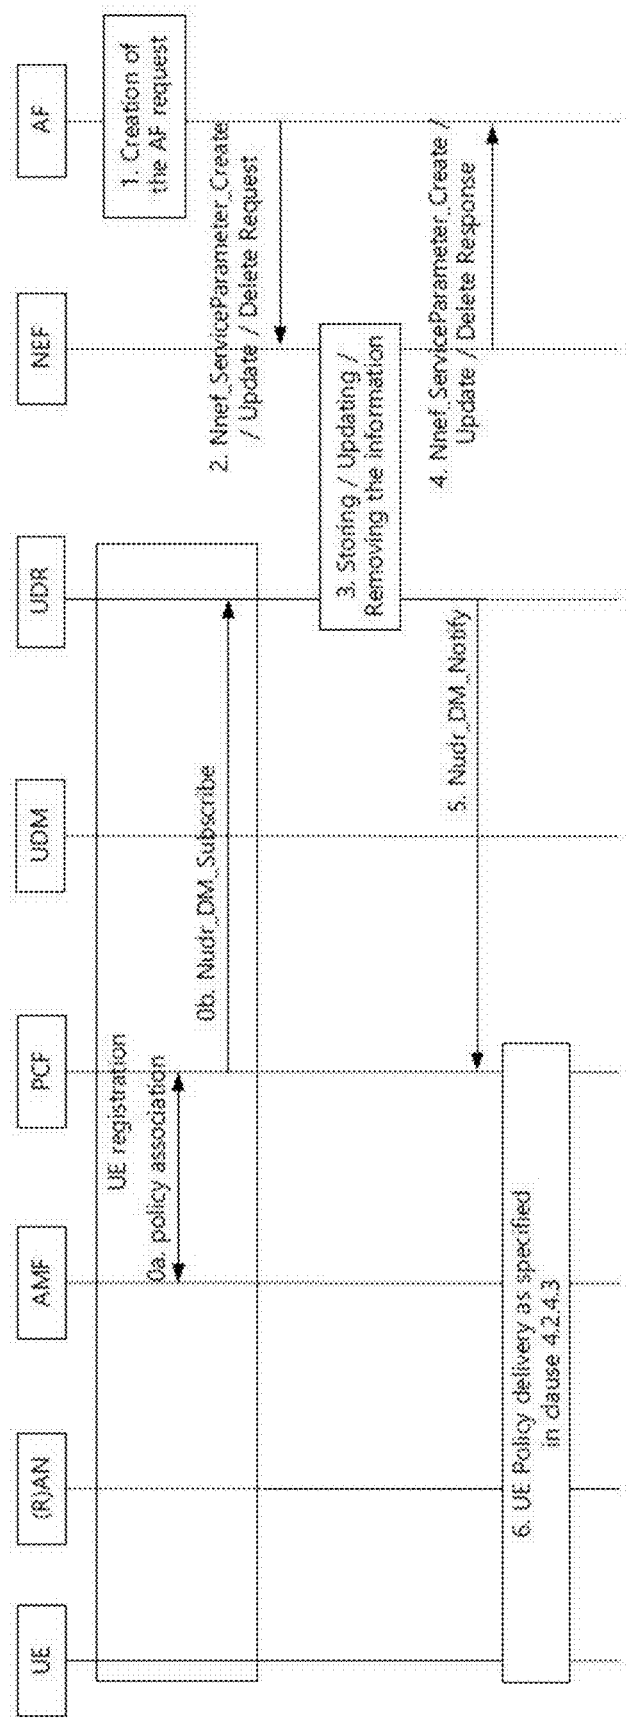 UE
(R)AN
AMF
PCF
UDM
UDR
NEF
AF
UE registration
0a. policy association
0b. Nudr_DM_Subscribe
1. Creation of
the AF request
2. Nnef_ServiceParameter_Create
/ Update / Delete Request
3. Storing / Updating /
Removing the information
4. Nnef_ServiceParameter_Create /
Update / Delete Response
5. Nudr_DM_Notify
6. UE Policy delivery as specified
in clause 4.2.4.3